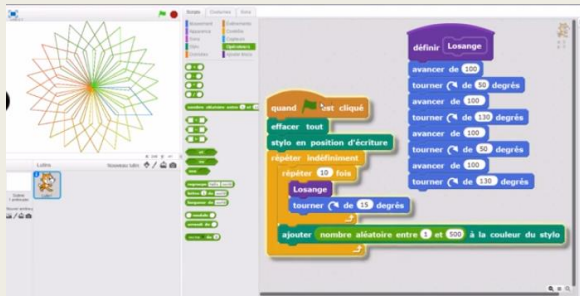 Scripts
Costumes
Sons
Mouvement
Événements
Apparence
Contrôle
Sons
Capteurs
Stylo
Opérateurs
Données
Ajouter blocs
quand est cliqué
effacer tout
stylo en position d'écriture
répéter indéfiniment
répéter 10 fois
Losange
tourner 15 degrés
ajouter nombre aléatoire entre 1 et 500 à la couleur du stylo
définir Losange
avancer de 100
tourner de 50 degrés
avancer de 100
tourner de 130 degrés
avancer de 100
tourner de 50 degrés
avancer de 100
tourner de 130 degrés
Lutins
Nouveau lutin
Scène